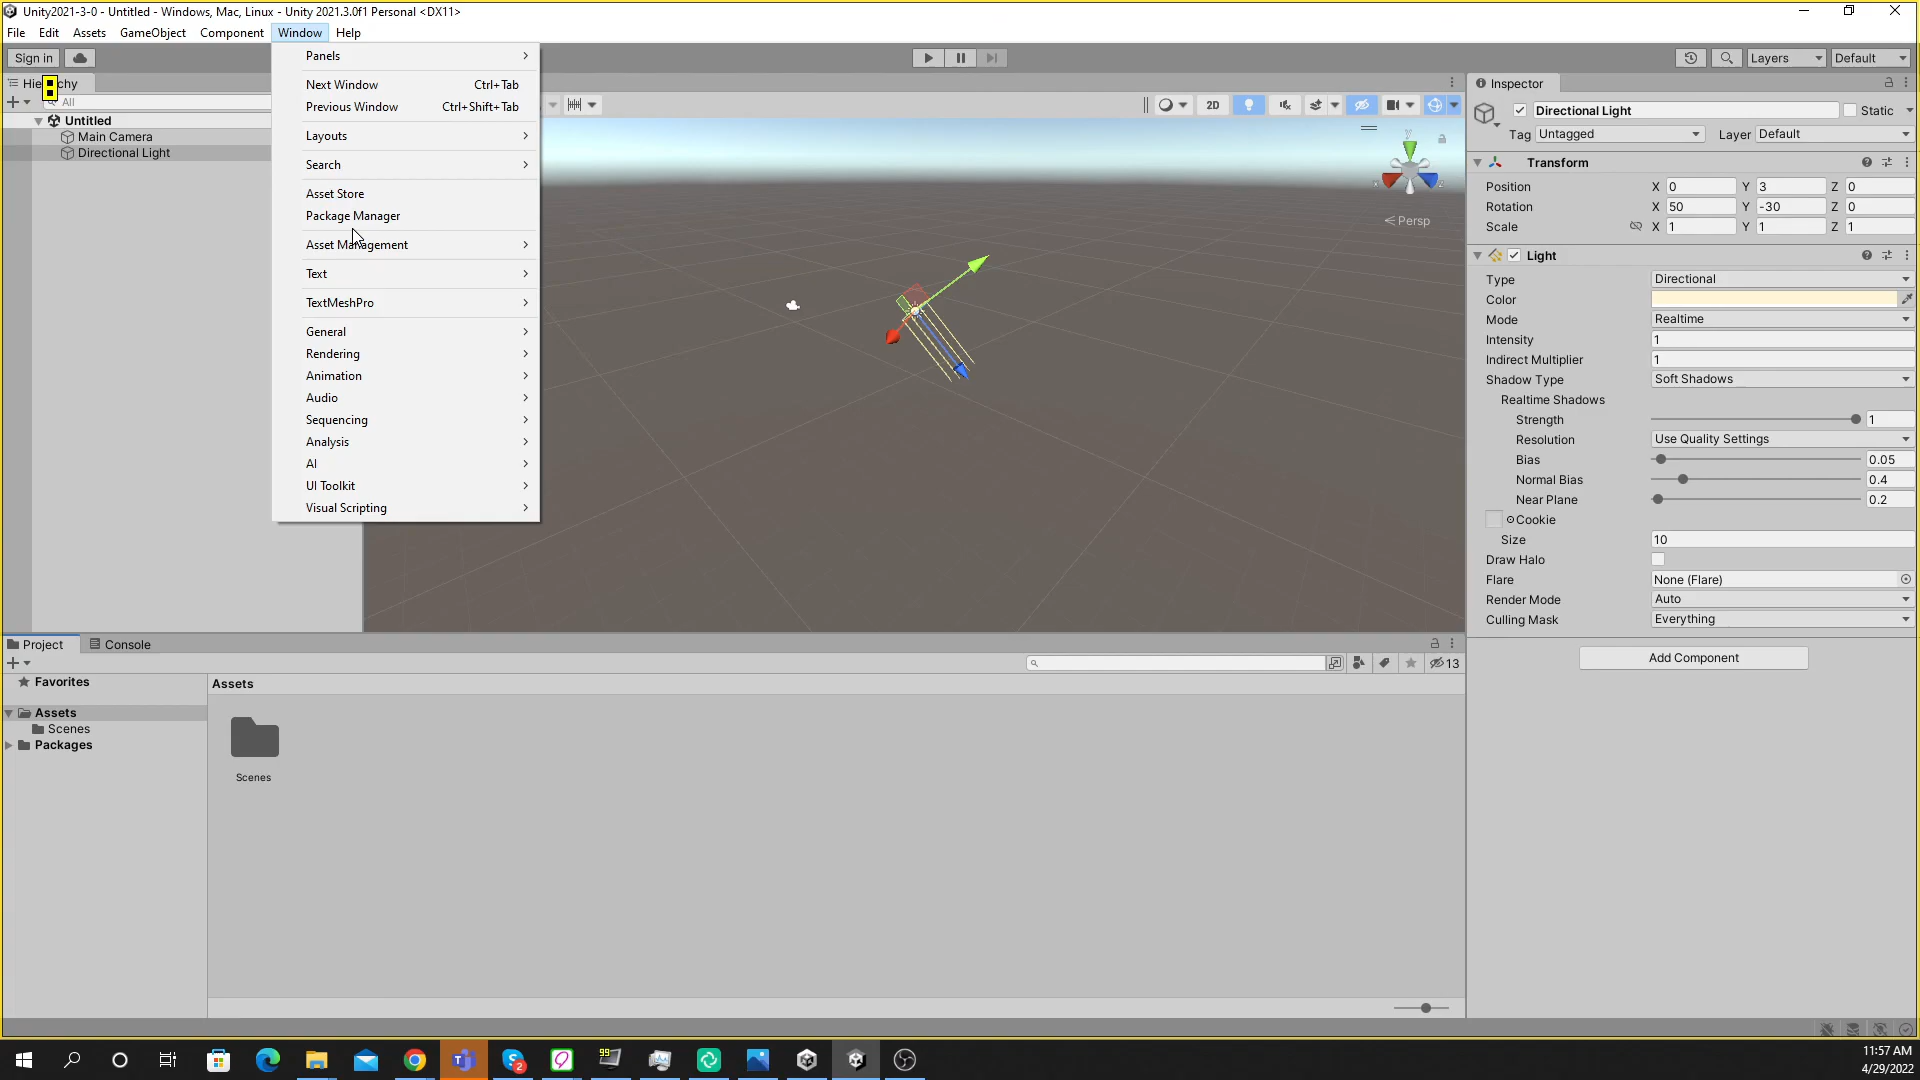 Unity2021-3-0 - Untitled - Windows, Mac, Linux - Unity 2021.3.0f1 Personal <DX11>
File Edit Assets GameObject Component Window Help
Sign in
Layers
Default
Hierarchy
All
Untitled
Main Camera
Directional Light
Panels
Next Window Ctrl+Tab
Previous Window Ctrl+Shift+Tab
Layouts
Search
Asset Store
Package Manager
Asset Management
Text
TextMeshPro
General
Rendering
Animation
Audio
Sequencing
Analysis
AI
UI Toolkit
Visual Scripting
2D
y
Persp
Inspector
Directional Light
Static
Tag Untagged
Layer Default
Transform
Position X 0 Y 3 Z 0
Rotation X 50 Y -30 Z 0
Scale X 1 Y 1 Z 1
Light
Type Directional
Color
Mode Realtime
Intensity 1
Indirect Multiplier 1
Shadow Type Soft Shadows
Realtime Shadows
Strength 1
Resolution Use Quality Settings
Bias 0.05
Normal Bias 0.4
Near Plane 0.2
Cookie
Size 10
Draw Halo
Flare None (Flare)
Render Mode Auto
Culling Mask Everything
Add Component
Project
Console
13
Favorites
Assets
Scenes
Packages
Assets
Scenes
99
2
11:57 AM
4/29/2022